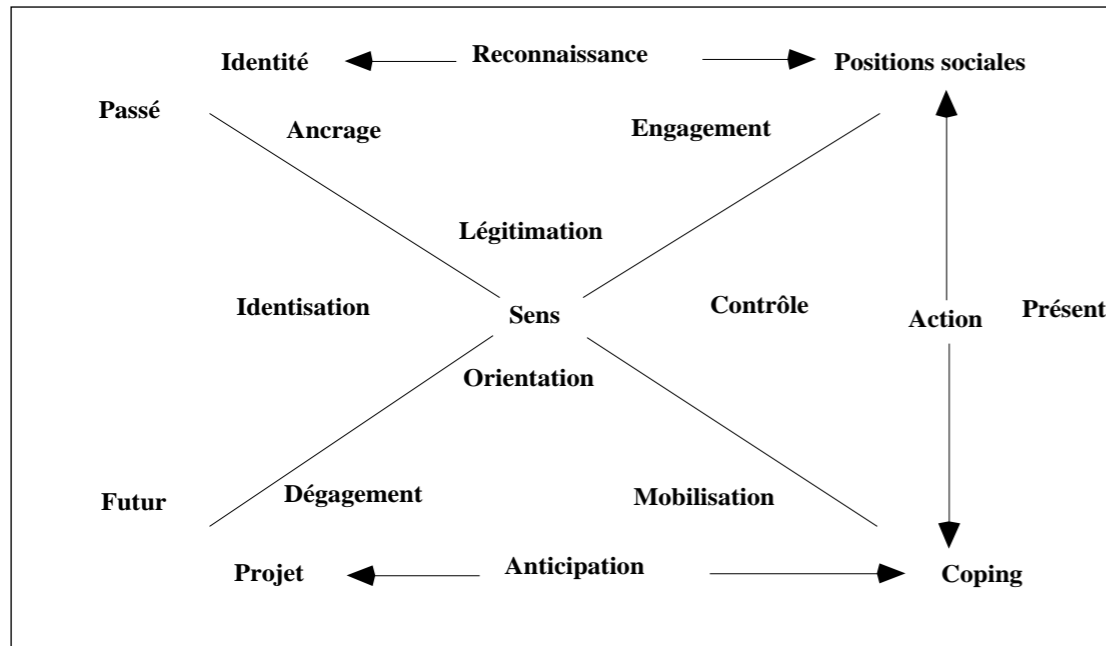 Identité
Reconnaissance
Positions sociales
Passé
Ancrage
Engagement
Légitimation
Identisation
Sens
Contrôle
Action
Présent
Orientation
Futur
Dégagement
Mobilisation
Projet
Anticipation
Coping